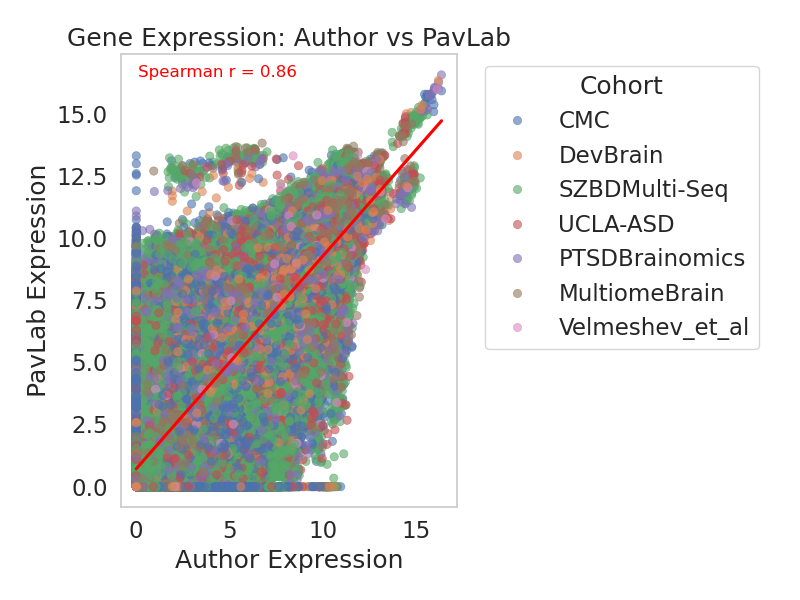 Gene Expression: Author vs PavLab
Spearman r = 0.86
15.0
12.5
10.0
7.5
5.0
2.5
0.0
PavLab Expression
0 5 10 15
Author Expression
Cohort
CMC
DevBrain
SZBDMulti-Seq
UCLA-ASD
PTSDBrainomics
MultiomeBrain
Velmeshev_et_al